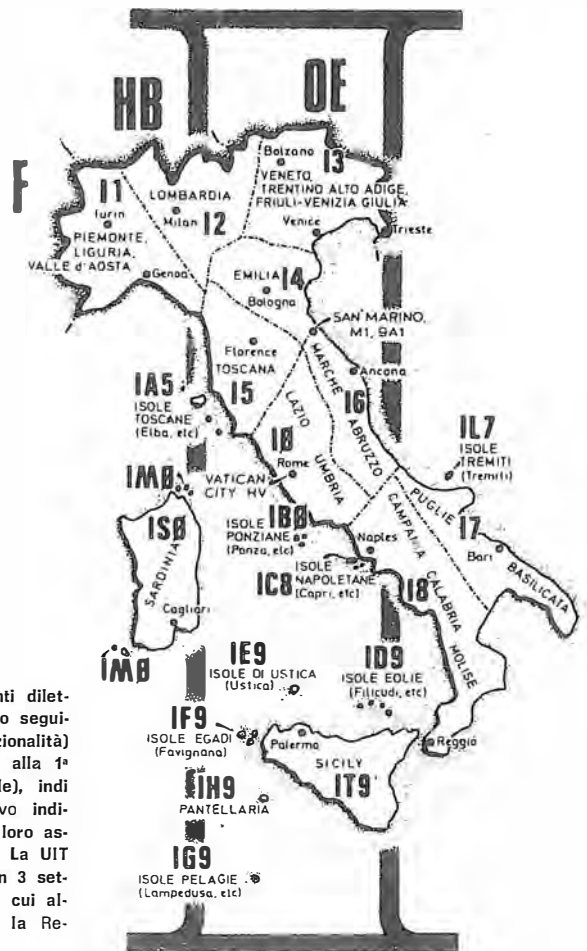 HB
OE
F
I1
Turin
PIEMONTE,
LIGURIA,
VALLE d'AOSTA
Genoa
LOMBARDIA
Milan
I2
Bolzano
I3
VENETO,
TRENTINO ALTO ADIGE,
FRIULI-VENIZIA GIULIA
Venice
Trieste
EMILIA
I4
Bologna
SAN MARINO,
M1, 9A1
Florence
TOSCANA
I5
MARCHE
Ancona
I6
ABRUZZO
IA5
ISOLE
TOSCANE
(Elba, etc)
LAZIO
IØ
Rome
UMBRIA
VATICAN
CITY HV
IL7
ISOLE
TREMITI
(Tremiti)
IMØ
ISØ
SARDINIA
Cagliari
IMØ
IBØ
ISOLE
PONZIANE
(Ponza, etc)
Naples
IC8
ISOLE
NAPOLETANE
(Capri, etc)
CAMPANIA
CALABRIA
MOLISE
I8
PUGLIE
I7
Bari
BASILICATA
IE9
ISOLE DI USTICA
(Ustica)
ID9
ISOLE EOLIE
(Filicudi, etc)
IF9
ISOLE EGADI
(Favignana)
Palermo
Reggio
SICILY
IT9
IH9
PANTELLARIA
IG9
ISOLE PELAGIE
(Lampedusa, etc)
nti dilet-
o segui-
zionalità)
alla 1ª
le), indi
vo indi-
loro as-
La UIT
n 3 set-
cui al-
la Re-